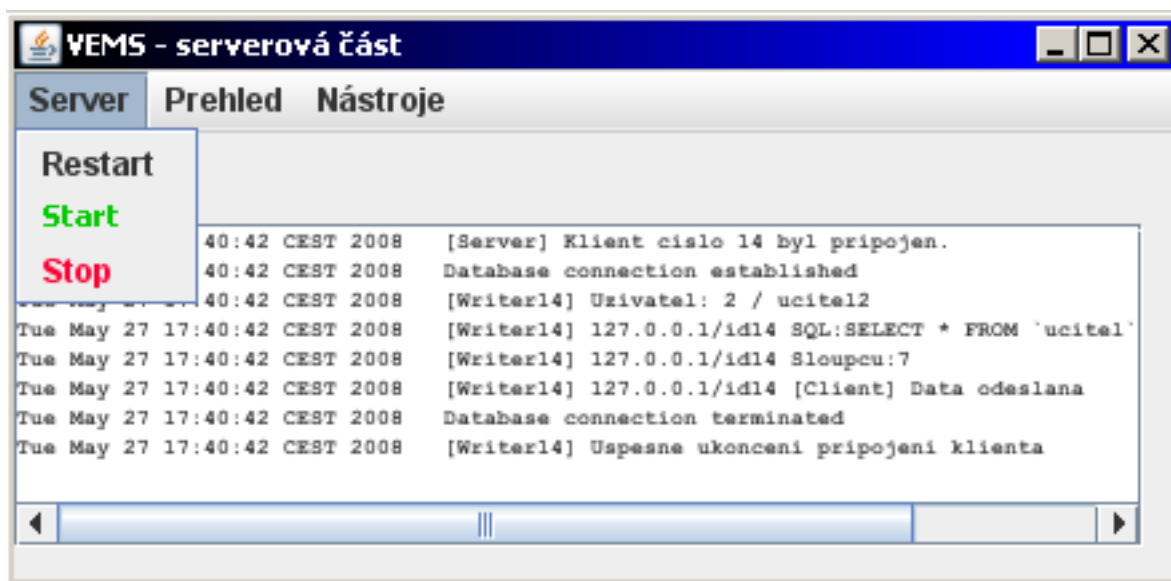 VEMS - serverová část
Server Prehled Nástroje
Restart
Start
Stop
40:42 CEST 2008 [Server] Klient cislo 14 byl pripojen.
40:42 CEST 2008 Database connection established
40:42 CEST 2008 [Writer14] Uzivatel: 2 / ucitel2
Tue May 27 17:40:42 CEST 2008 [Writer14] 127.0.0.1/id14 SQL:SELECT * FROM `ucitel`
Tue May 27 17:40:42 CEST 2008 [Writer14] 127.0.0.1/id14 Sloupcu:7
Tue May 27 17:40:42 CEST 2008 [Writer14] 127.0.0.1/id14 [Client] Data odeslana
Tue May 27 17:40:42 CEST 2008 Database connection terminated
Tue May 27 17:40:42 CEST 2008 [Writer14] Uspesne ukonceni pripojeni klienta